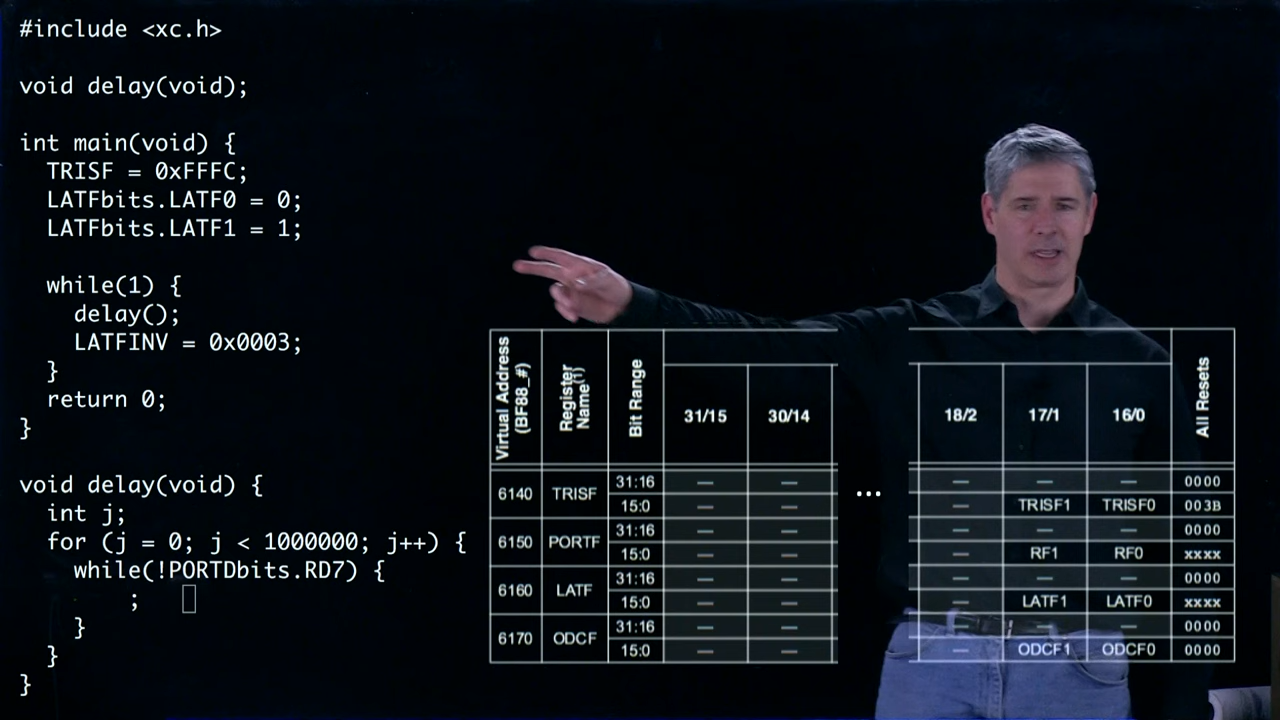 #include <xc.h>
void delay(void);
int main(void) {
TRISF = 0xFFFC;
LATFbits.LATF0 = 0;
LATFbits.LATF1 = 1;
while(1) {
delay();
LATFINV = 0x0003;
}
return 0;
}
void delay(void) {
int j;
for (j = 0; j < 1000000; j++) {
while(!PORTDbits.RD7) {
;
}
}
}
Virtual Address (BF88_#) Register Name(1) Bit Range 31/15 30/14 ... 18/2 17/1 16/0 All Resets
6140 TRISF 31:16 — — — — — 0000
15:0 — — — TRISF1 TRISF0 003B
6150 PORTF 31:16 — — — — — 0000
15:0 — — — RF1 RF0 xxxx
6160 LATF 31:16 — — — — — 0000
15:0 — — — LATF1 LATF0 xxxx
6170 ODCF 31:16 — — — — — 0000
15:0 — — — ODCF1 ODCF0 0000